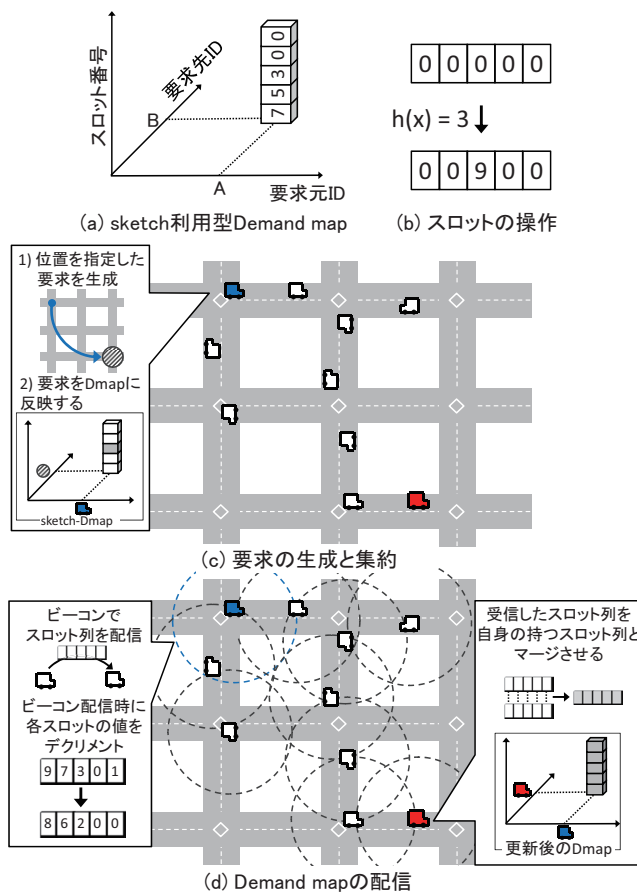 スロット番号
要求先ID
0
0
3
5
7
B
A
要求元ID
(a) sketch利用型Demand map
0 0 0 0 0
h(x) = 3
0 0 9 0 0
(b) スロットの操作
1) 位置を指定した
要求を生成
2) 要求をDmapに
反映する
sketch-Dmap
(c) 要求の生成と集約
ビーコンで
スロット列を配信
ビーコン配信時に
各スロットの値を
デクリメント
9 7 3 0 1
8 6 2 0 0
受信したスロット列を
自身の持つスロット列と
マージさせる
更新後のDmap
(d) Demand mapの配信